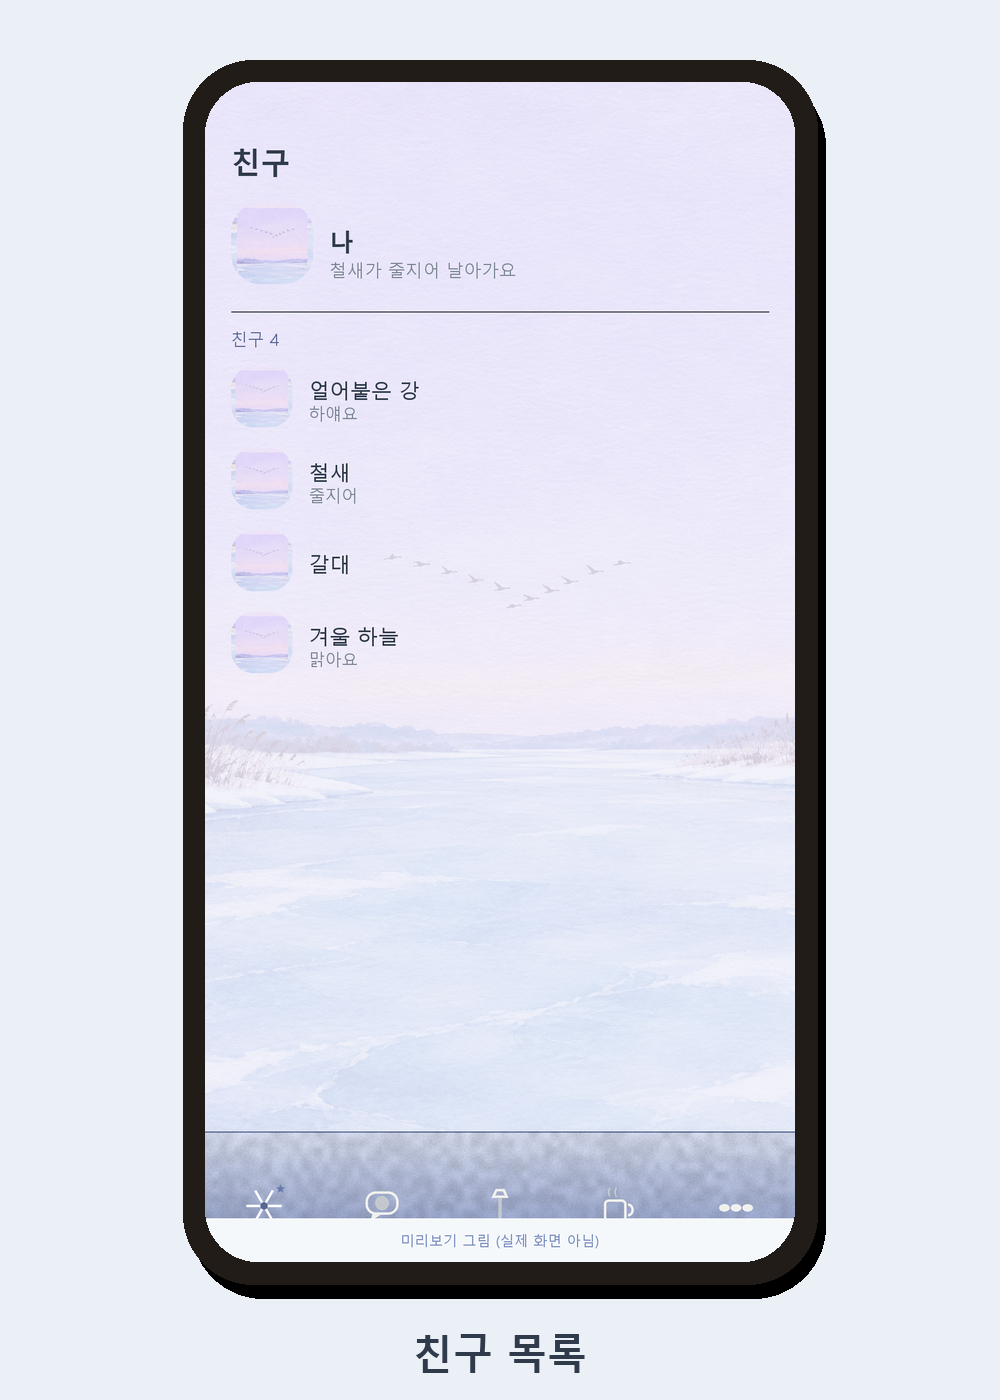 친구
나
철새가 줄지어 날아가요
친구 4
얼어붙은 강
하얘요
철새
줄지어
갈대
겨울 하늘
맑아요
미리보기 그림 (실제 화면 아님)
친구 목록